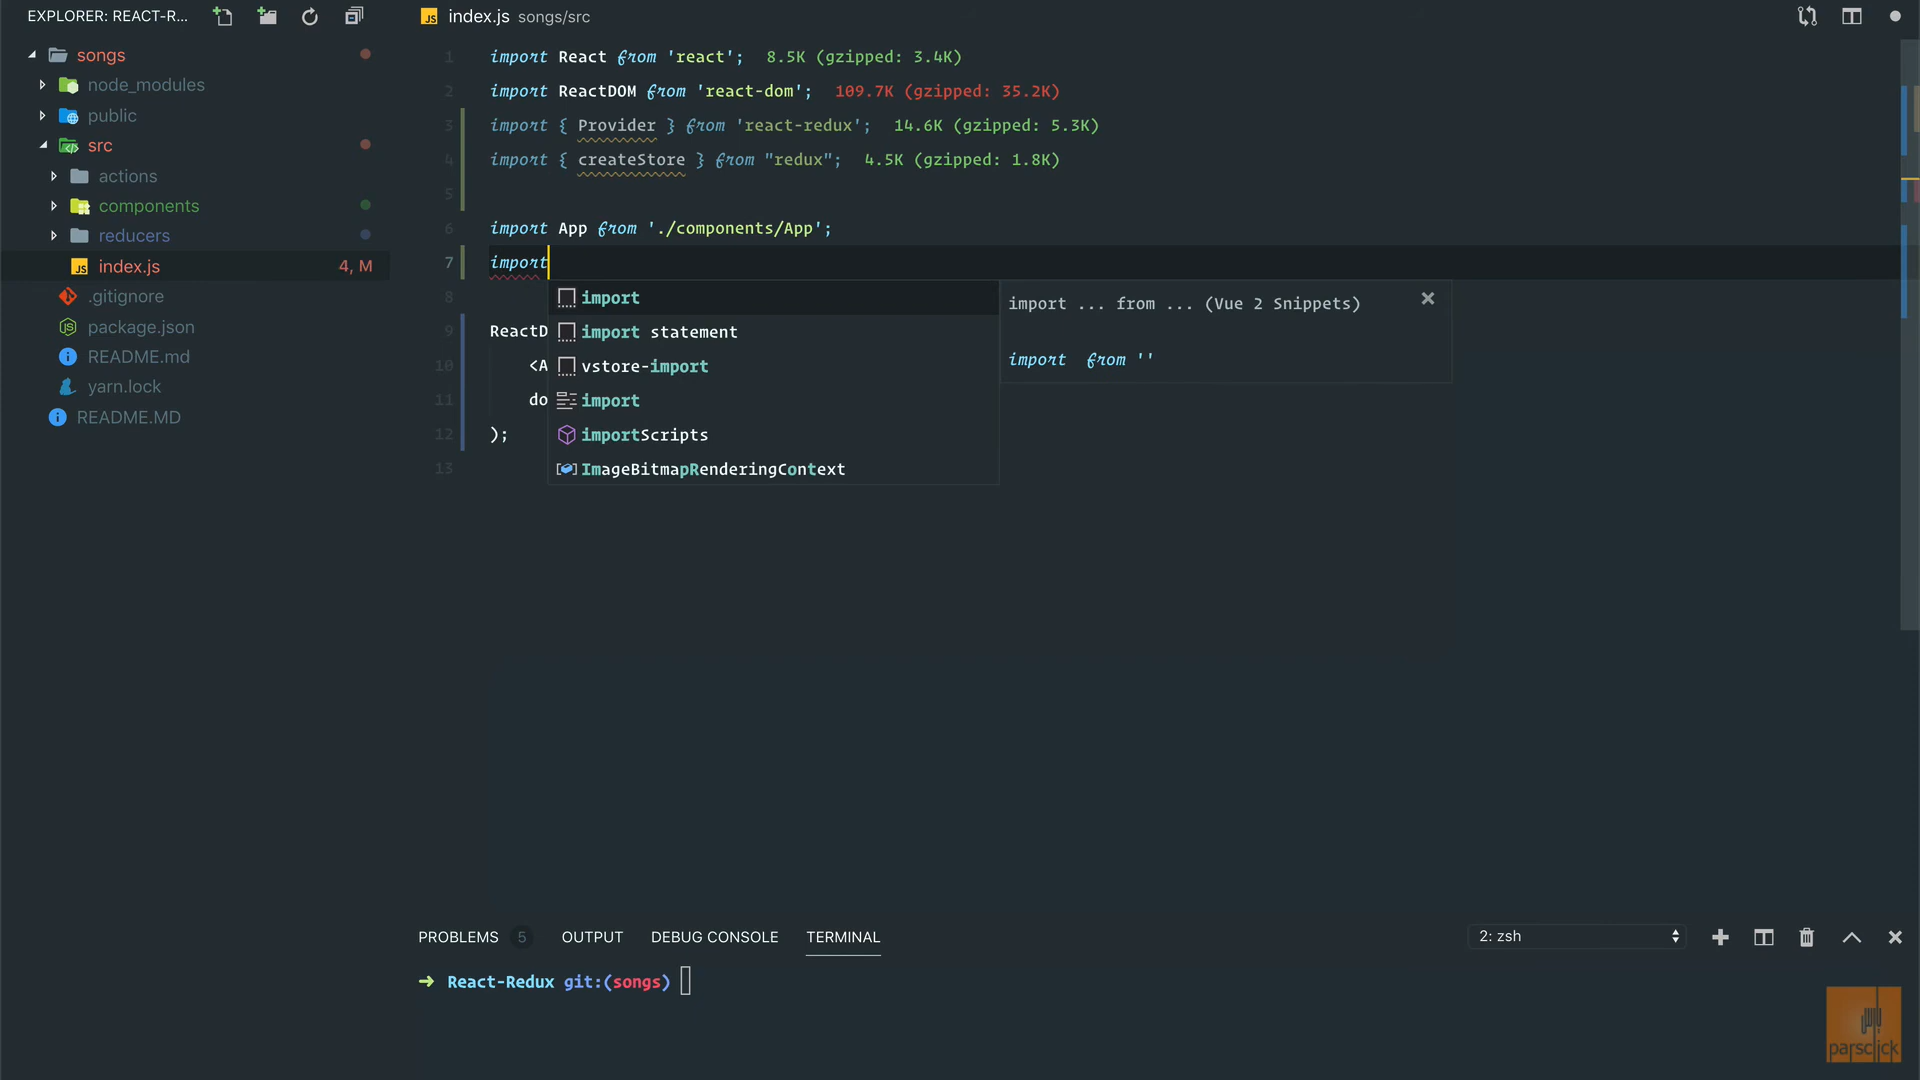 EXPLORER: REACT-R...
songs
node_modules
public
src
actions
components
reducers
JS index.js 4, M
.gitignore
package.json
README.md
yarn.lock
README.MD
JS index.js songs/src
1 import React from 'react'; 8.5K (gzipped: 3.4K)
2 import ReactDOM from 'react-dom'; 109.7K (gzipped: 35.2K)
3 import { Provider } from 'react-redux'; 14.6K (gzipped: 5.3K)
4 import { createStore } from "redux"; 4.5K (gzipped: 1.8K)
5
6 import App from './components/App';
7 import
8
9 ReactD
10 <A
11 do
12 );
13
import
import statement
vstore-import
import
importScripts
ImageBitmapRenderingContext
import ... from ... (Vue 2 Snippets)
import from ''
PROBLEMS 5 OUTPUT DEBUG CONSOLE TERMINAL 2: zsh
➜ React-Redux git:(songs)
parsclick